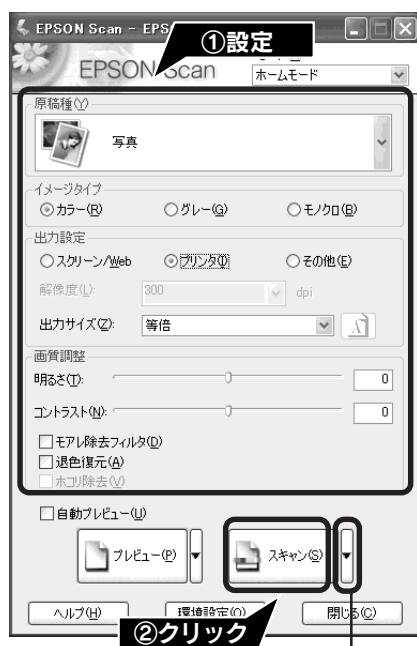 EPSON Scan - EPS
①設定
EPSON Scan
ホームモード
原稿種(Y)
写真
イメージタイプ
カラー(R) グレー(G) モノクロ(B)
出力設定
スクリーン/Web プリンタ(I) その他(E)
解像度(L): 300 dpi
出力サイズ(Z): 等倍
画質調整
明るさ(T): 0
コントラスト(N): 0
モアレ除去フィルタ(D)
退色復元(A)
ホコリ除去(V)
自動プレビュー(U)
プレビュー(P) スキャン(S)
ヘルプ(H) 環境設定(O) 閉じる(C)
②クリック